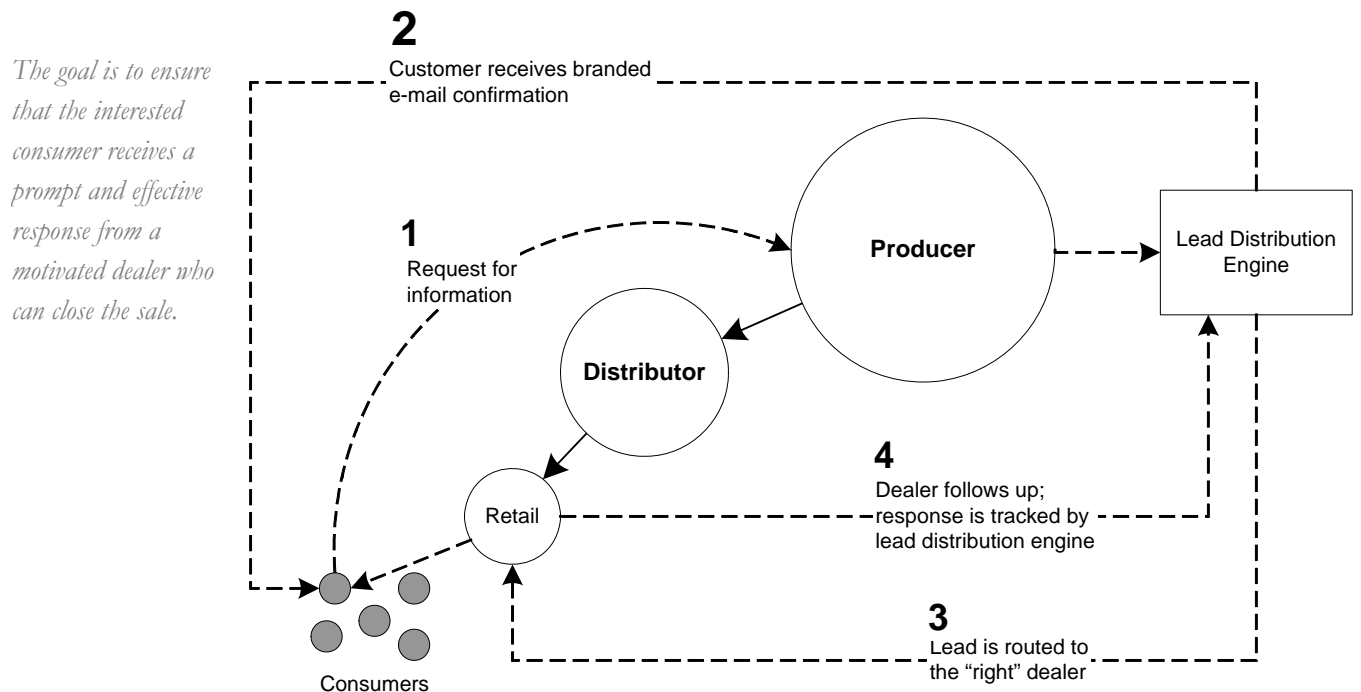 The goal is to ensure
that the interested
consumer receives a
prompt and effective
response from a
motivated dealer who
can close the sale.
2
Customer receives branded
e-mail confirmation
1
Request for
information
Producer
Lead Distribution
Engine
Distributor
Retail
4
Dealer follows up;
response is tracked by
lead distribution engine
3
Lead is routed to
the “right” dealer
Consumers